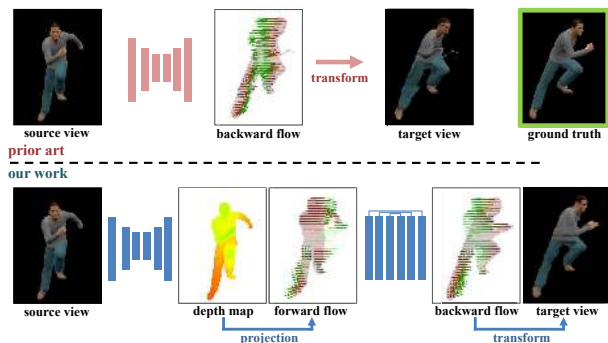 transform
source view
backward flow
target view
ground truth
prior art
our work
source view
depth map
forward flow
backward flow
target view
projection
transform